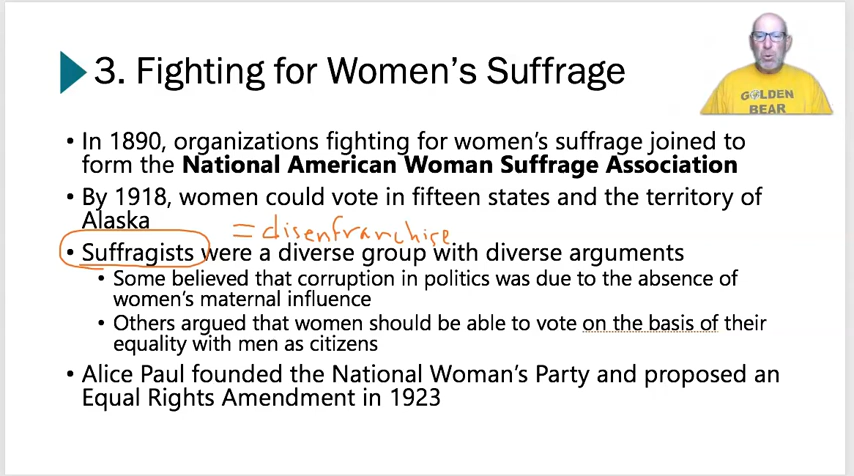 3. Fighting for Women's Suffrage
GOLDEN
BEAR
• In 1890, organizations fighting for women's suffrage joined to
form the National American Woman Suffrage Association
• By 1918, women could vote in fifteen states and the territory of
Alaska
= disenfranchise
• Suffragists were a diverse group with diverse arguments
• Some believed that corruption in politics was due to the absence of
women's maternal influence
• Others argued that women should be able to vote on the basis of their
equality with men as citizens
• Alice Paul founded the National Woman's Party and proposed an
Equal Rights Amendment in 1923